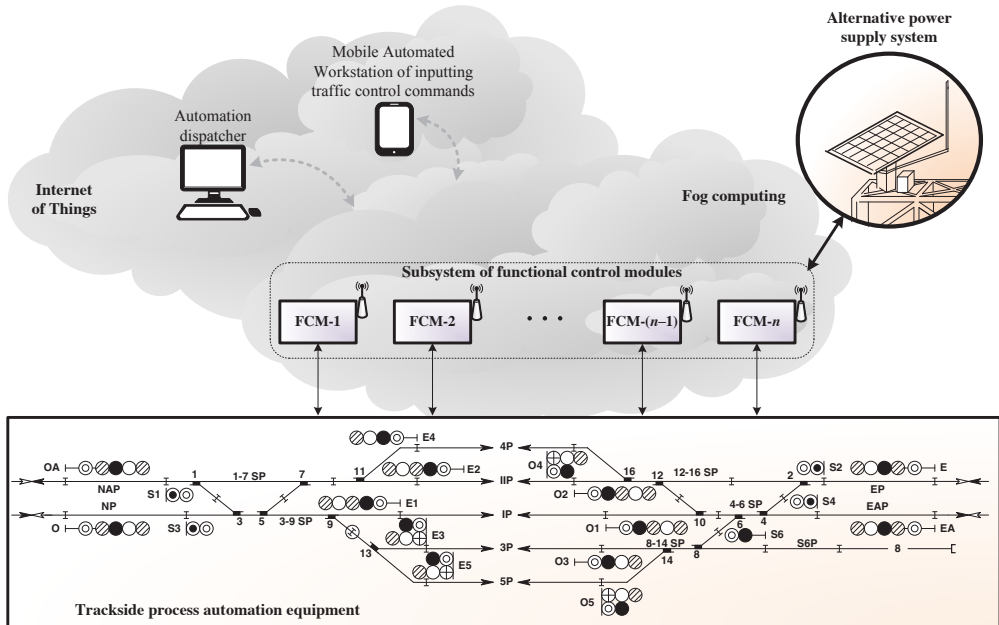 Alternative power
supply system
Mobile Automated
Workstation of inputting
traffic control commands
Automation
dispatcher
Internet
of Things
Fog computing
Subsystem of functional control modules
FCM-1
FCM-2
. . .
FCM-(n–1)
FCM-n
E4
4P
OA
1
1-7 SP
7
11
E2
O4
16
12
12-16 SP
2
S2
E
NAP
S1
IIP
O2
EP
NP
E1
S4
4-6 SP
EAP
3
5
3-9 SP
9
IP
10
6
4
O
S3
E3
O1
S6
EA
13
3P
8-14 SP
14
8
S6P
8
E5
O3
5P
O5
Trackside process automation equipment